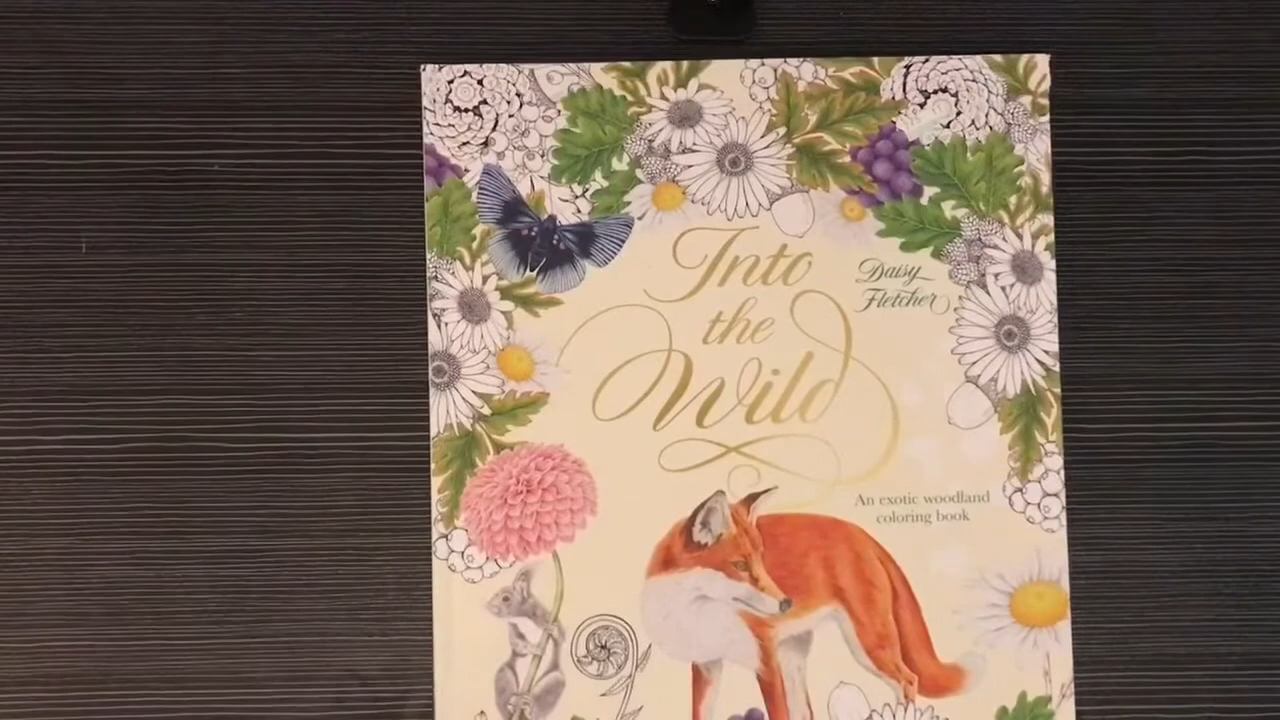 Into
the
Wild
Daisy
Fletcher
An exotic woodland
coloring book